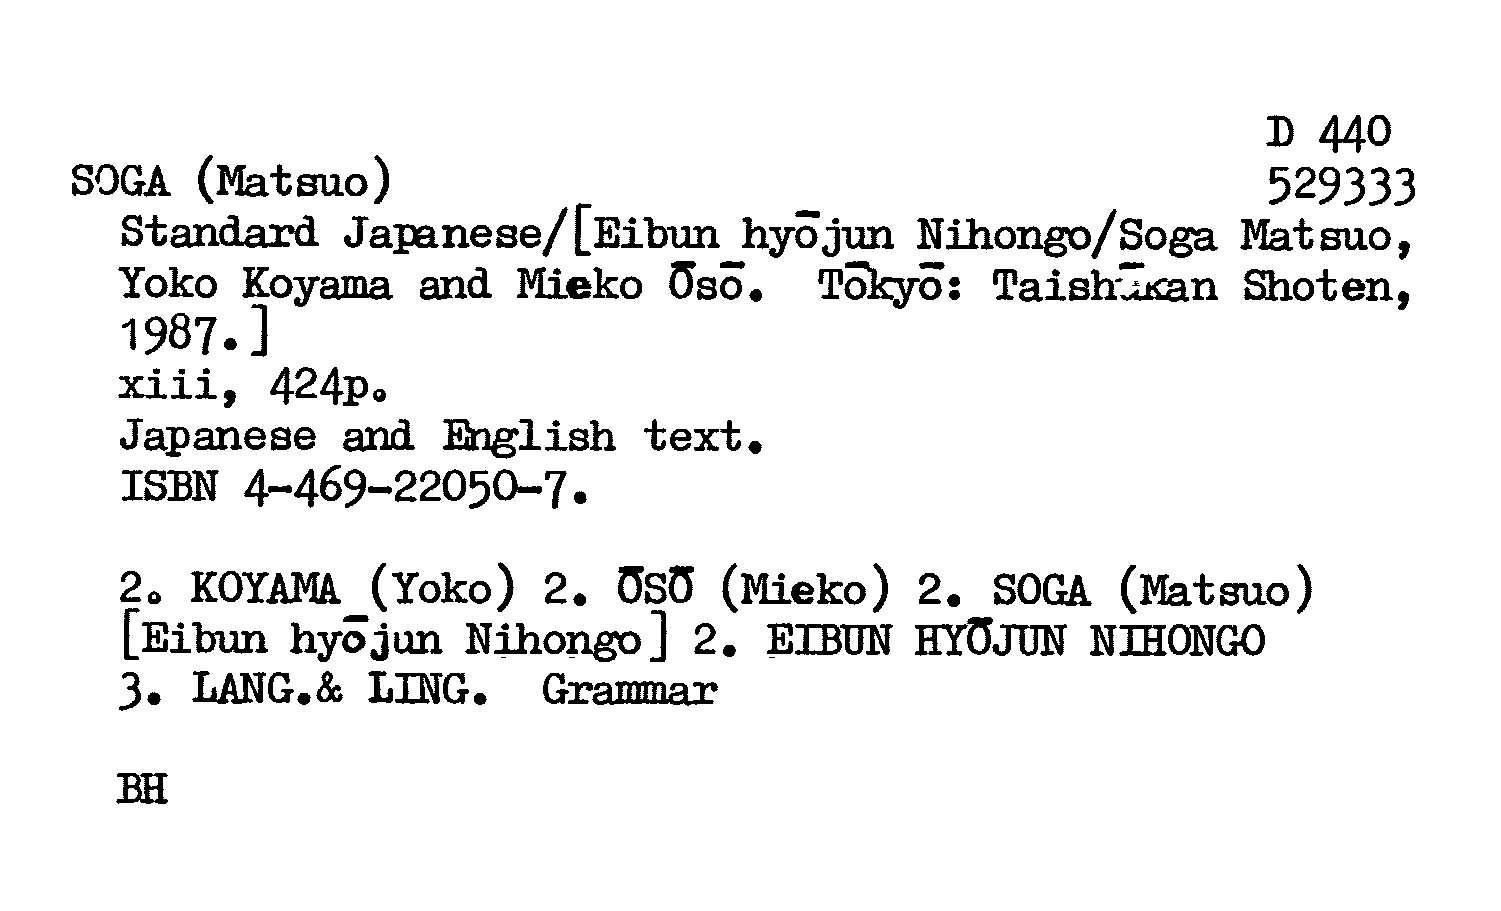 D 440
SOGA (Matsuo) 529333
Standard Japanese/[Eibun hyōjun Nihongo/Soga Matsuo,
Yoko Koyama and Mieko Ōsō. Tōkyō: Taishūkan Shoten,
1987.]
xiii, 424p.
Japanese and English text.
ISBN 4-469-22050-7.
2. KOYAMA (Yoko) 2. ŌSŌ (Mieko) 2. SOGA (Matsuo)
[Eibun hyōjun Nihongo] 2. EIBUN HYŌJUN NIHONGO
3. LANG.& LING. Grammar
BH